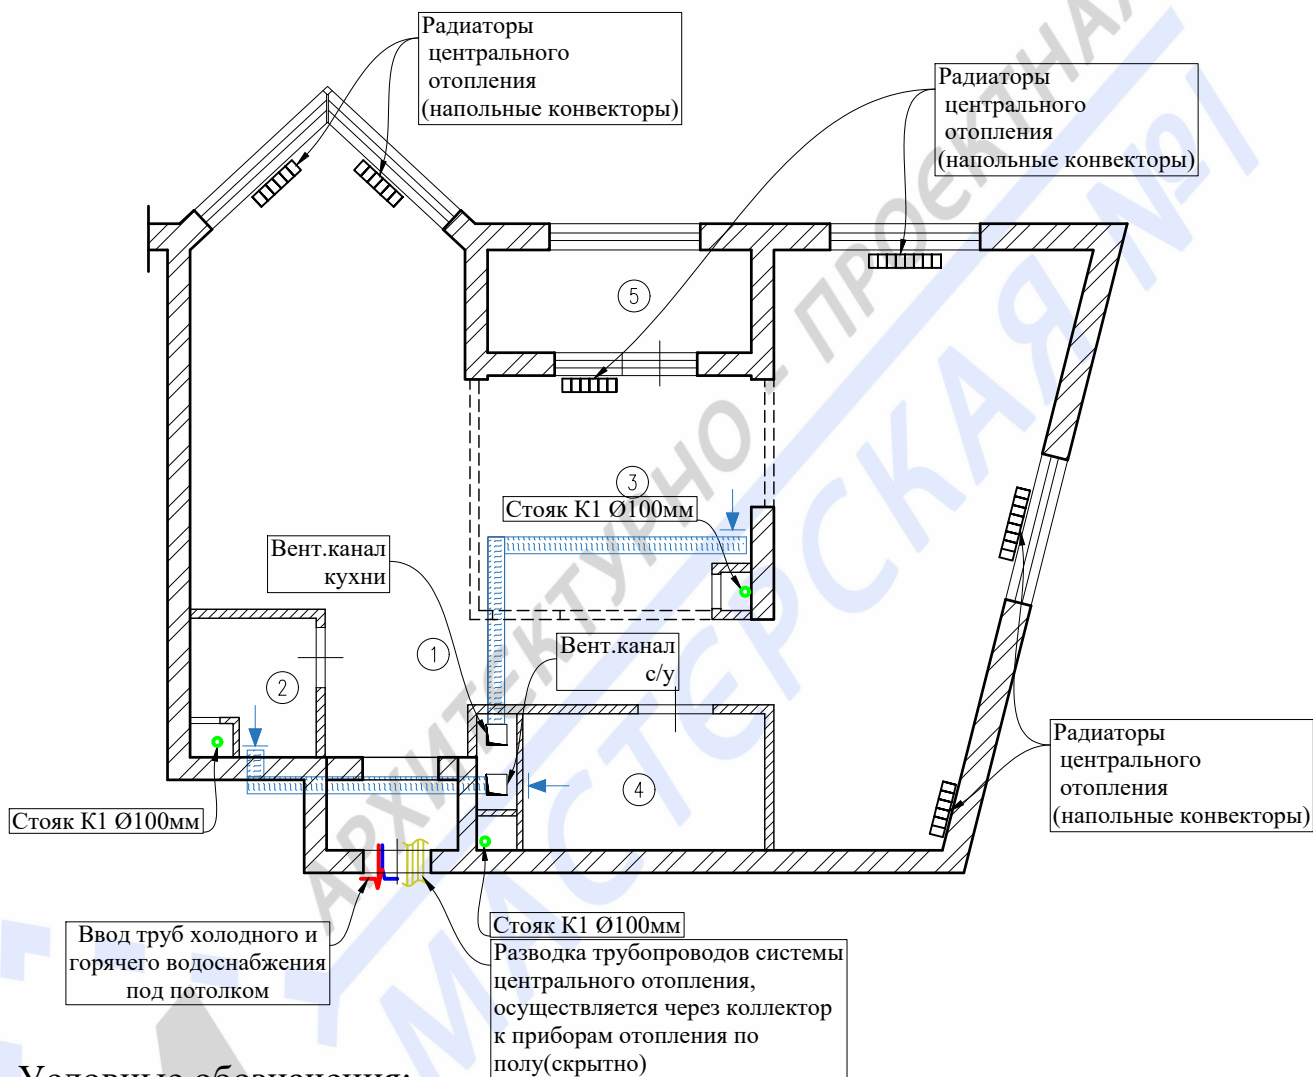 Радиаторы
центрального
отопления
(напольные конвекторы)
Радиаторы
центрального
отопления
(напольные конвекторы)
5
3
Стояк К1 Ø100мм
Вент.канал
кухни
1
Вент.канал
с/у
2
4
Стояк К1 Ø100мм
Радиаторы
центрального
отопления
(напольные конвекторы)
Ввод труб холодного и
горячего водоснабжения
под потолком
Стояк К1 Ø100мм
Разводка трубопроводов системы
центрального отопления,
осуществляется через коллектор
к приборам отопления по
полу(скрытно)
Условные обозначения:
АРХИТЕКТУРНО - ПРОЕКТНАЯ
МАСТЕРСКАЯ №1